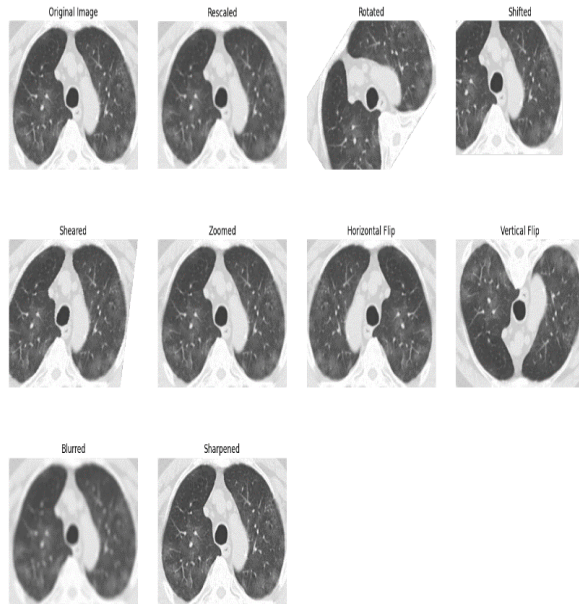 Original Image
Rescaled
Rotated
Shifted
Sheared
Zoomed
Horizontal Flip
Vertical Flip
Blurred
Sharpened